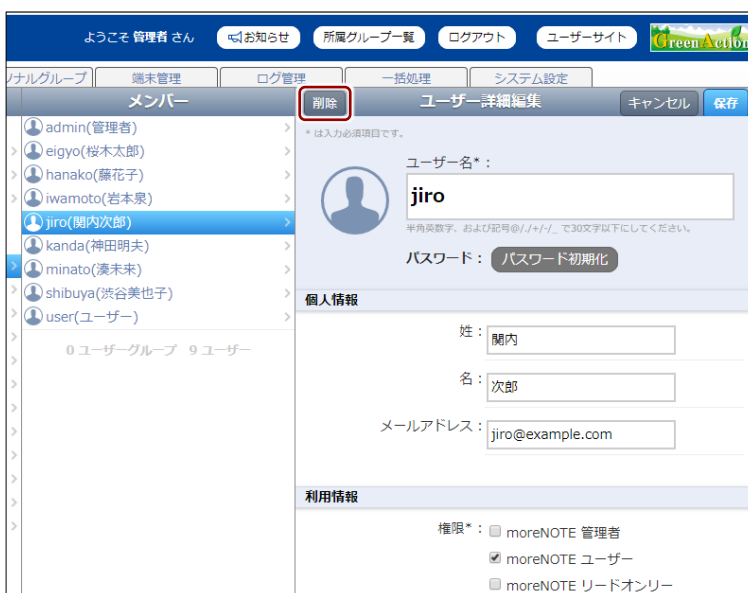 ようこそ 管理者 さん
お知らせ
所属グループ一覧
ログアウト
ユーザーサイト
Green Action
ソナルグループ
端末管理
ログ管理
一括処理
システム設定
メンバー
admin(管理者)
eigyo(桜木太郎)
hanako(藤花子)
iwamoto(岩本泉)
jiro(関内次郎)
kanda(神田明夫)
minato(湊未来)
shibuya(渋谷美也子)
user(ユーザー)
0 ユーザーグループ 9 ユーザー
削除
ユーザー詳細編集
キャンセル
保存
* は入力必須項目です。
ユーザー名* :
jiro
半角英数字、および記号@/./+/-/_ で30文字以下にしてください。
パスワード :
パスワード初期化
個人情報
姓 : 関内
名 : 次郎
メールアドレス : jiro@example.com
利用情報
権限* : moreNOTE 管理者
moreNOTE ユーザー
moreNOTE リードオンリー